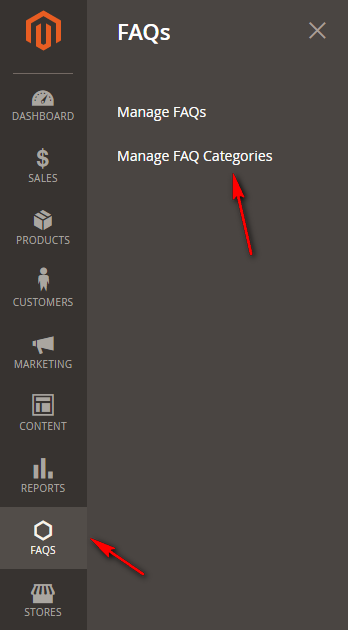 FAQs
Manage FAQs
Manage FAQ Categories
DASHBOARD
$
SALES
PRODUCTS
CUSTOMERS
MARKETING
CONTENT
REPORTS
FAQS
STORES